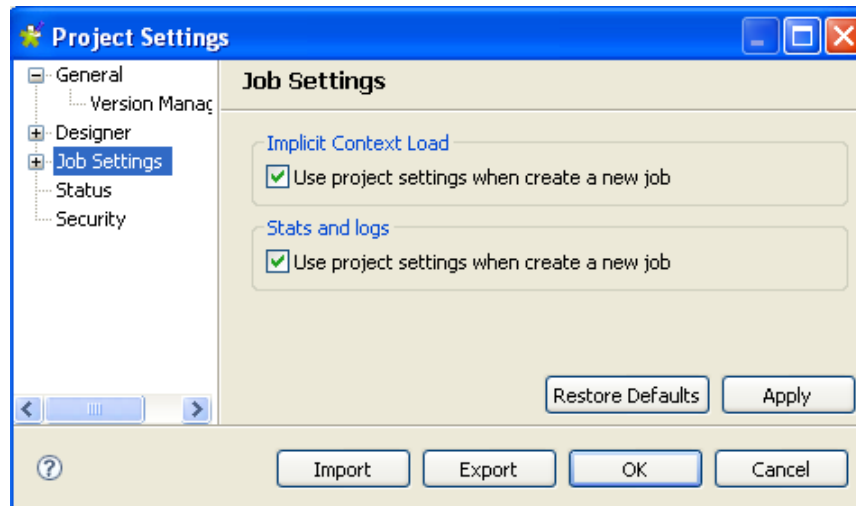 Project Settings
General
Version Manag
Designer
Job Settings
Status
Security
Job Settings
Implicit Context Load
Use project settings when create a new job
Stats and logs
Use project settings when create a new job
Restore Defaults
Apply
?
Import
Export
OK
Cancel